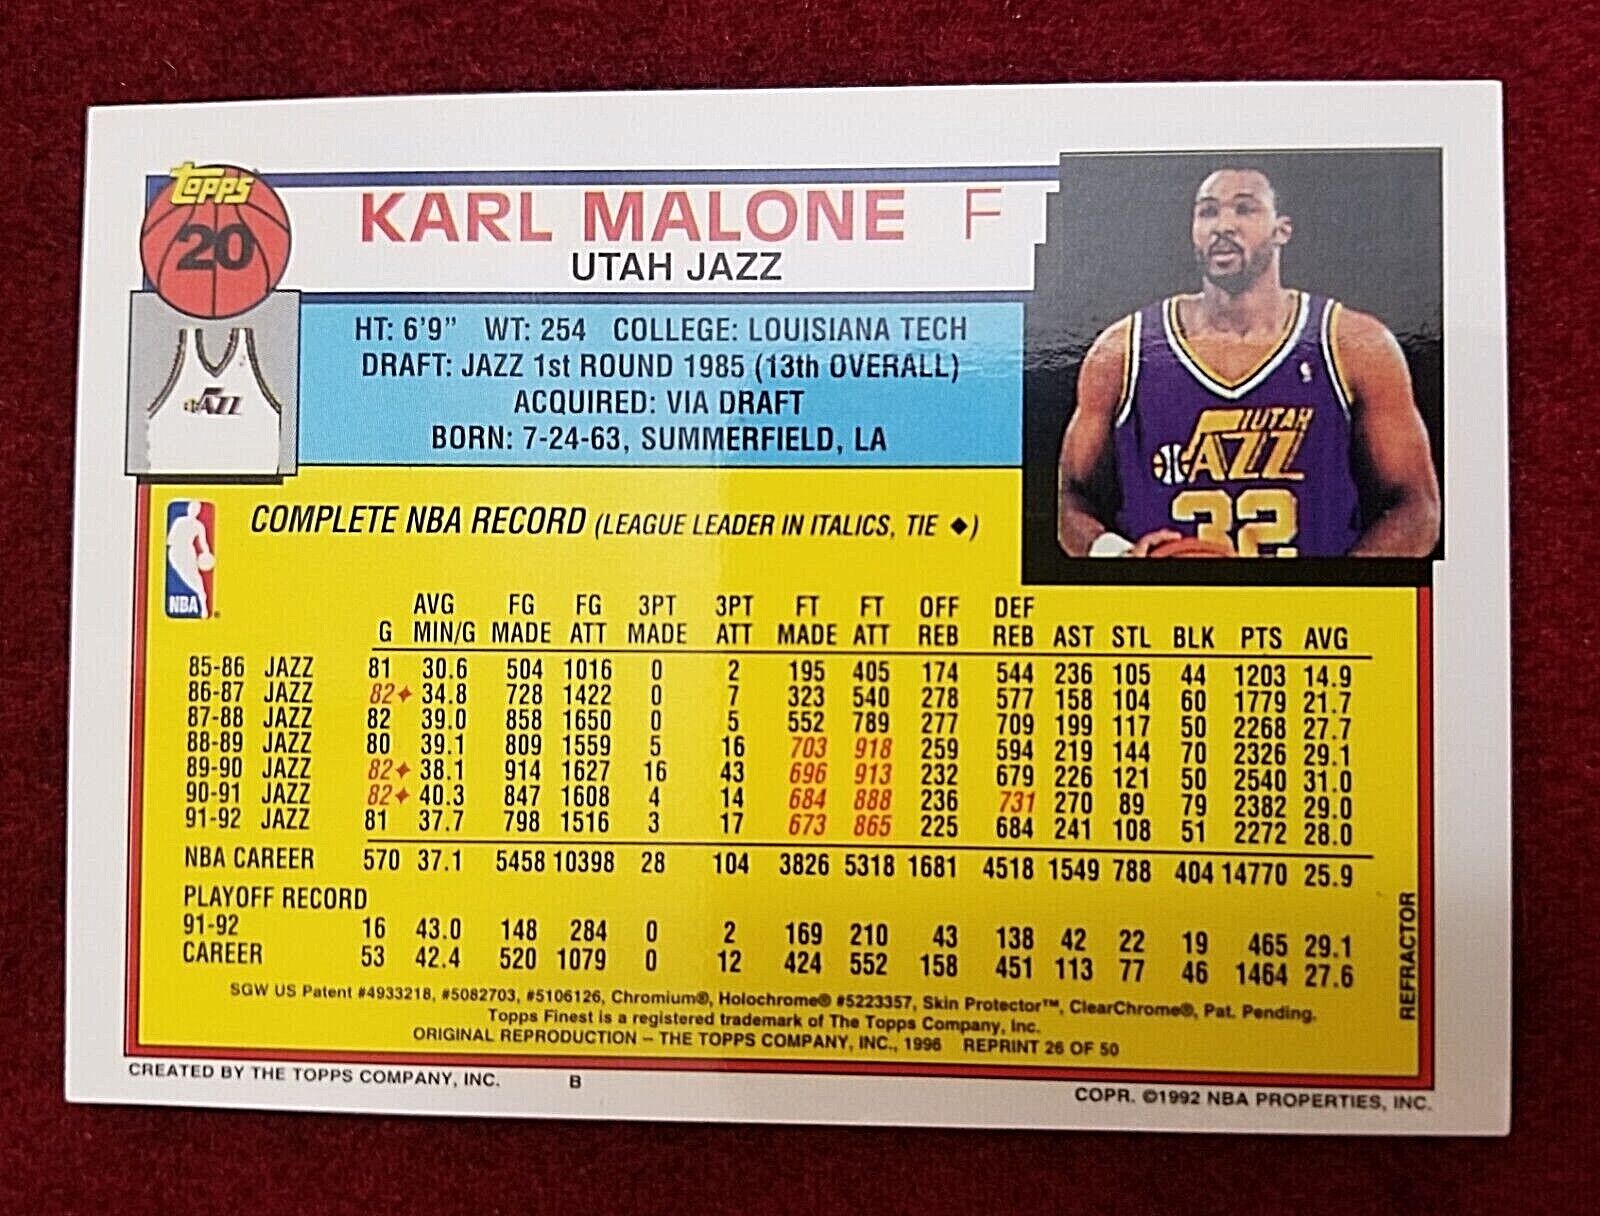 Topps
20
KARL MALONE F
UTAH JAZZ
JAZZ
HT: 6'9" WT: 254 COLLEGE: LOUISIANA TECH
DRAFT: JAZZ 1st ROUND 1985 (13th OVERALL)
ACQUIRED: VIA DRAFT
BORN: 7-24-63, SUMMERFIELD, LA
UTAH
JAZZ
32
NBA
COMPLETE NBA RECORD (LEAGUE LEADER IN ITALICS, TIE ◆)
AVG FG FG 3PT 3PT FT FT OFF DEF
G MIN/G MADE ATT MADE ATT MADE ATT REB REB AST STL BLK PTS AVG
85-86 JAZZ 81 30.6 504 1016 0 2 195 405 174 544 236 105 44 1203 14.9
86-87 JAZZ 82✦ 34.8 728 1422 0 7 323 540 278 577 158 104 60 1779 21.7
87-88 JAZZ 82 39.0 858 1650 0 5 552 789 277 709 199 117 50 2268 27.7
88-89 JAZZ 80 39.1 809 1559 5 16 703 918 259 594 219 144 70 2326 29.1
89-90 JAZZ 82✦ 38.1 914 1627 16 43 696 913 232 679 226 121 50 2540 31.0
90-91 JAZZ 82✦ 40.3 847 1608 4 14 684 888 236 731 270 89 79 2382 29.0
91-92 JAZZ 81 37.7 798 1516 3 17 673 865 225 684 241 108 51 2272 28.0
NBA CAREER 570 37.1 5458 10398 28 104 3826 5318 1681 4518 1549 788 404 14770 25.9
PLAYOFF RECORD
91-92 16 43.0 148 284 0 2 169 210 43 138 42 22 19 465 29.1
CAREER 53 42.4 520 1079 0 12 424 552 158 451 113 77 46 1464 27.6
REFRACTOR
SGW US Patent #4933218, #5082703, #5106126, Chromium®, Holochrome® #5223357, Skin Protector™, ClearChrome®, Pat. Pending.
Topps Finest is a registered trademark of The Topps Company, Inc.
ORIGINAL REPRODUCTION – THE TOPPS COMPANY, INC., 1996 REPRINT 26 OF 50
CREATED BY THE TOPPS COMPANY, INC. B
COPR. ©1992 NBA PROPERTIES, INC.